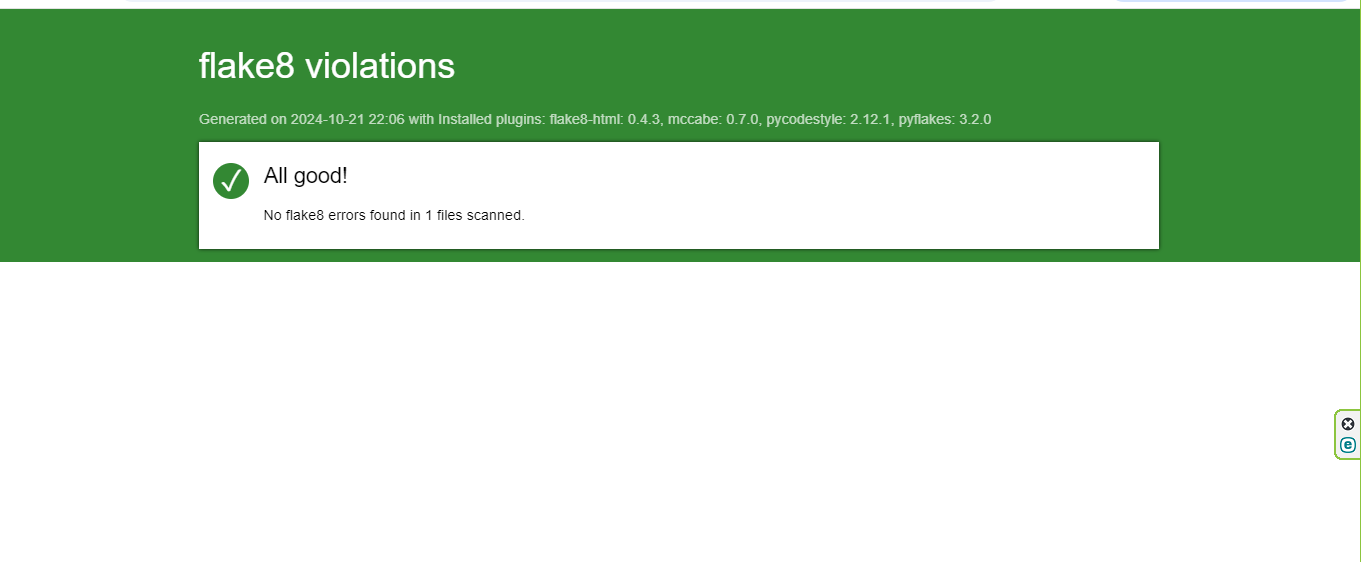 flake8 violations
Generated on 2024-10-21 22:06 with Installed plugins: flake8-html: 0.4.3, mccabe: 0.7.0, pycodestyle: 2.12.1, pyflakes: 3.2.0
All good!
No flake8 errors found in 1 files scanned.
e